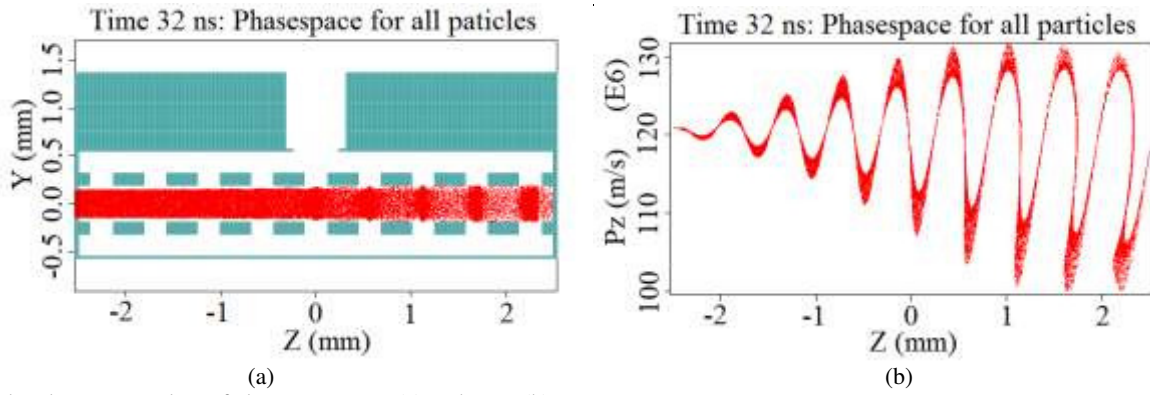 Time 32 ns: Phasespace for all paticles
Y (mm)
1.5
1.0
0.5
0.0
-0.5
-2
-1
0
1
2
Z (mm)
(a)
Time 32 ns: Phasespace for all particles
Pz (m/s) (E6)
130
120
110
100
-2
-1
0
1
2
Z (mm)
(b)